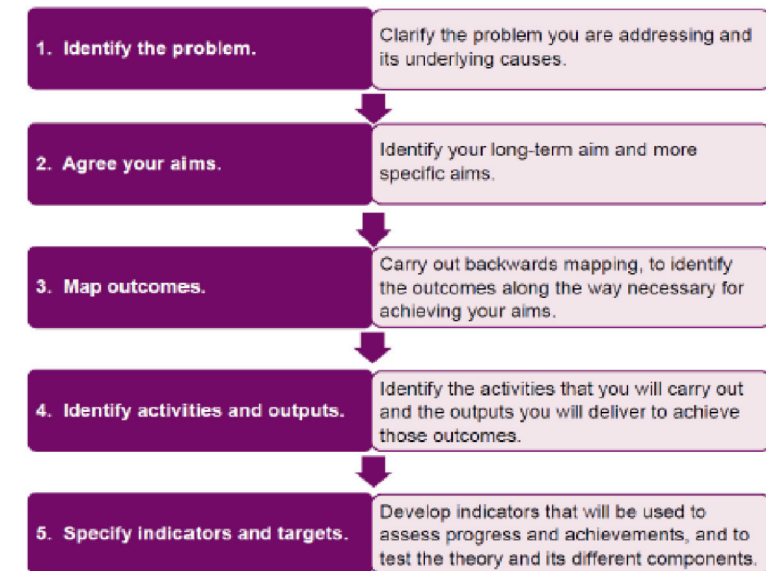 1. Identify the problem.
Clarify the problem you are addressing and
its underlying causes.
2. Agree your aims.
Identify your long-term aim and more
specific aims.
3. Map outcomes.
Carry out backwards mapping, to identify
the outcomes along the way necessary for
achieving your aims.
4. Identify activities and outputs.
Identify the activities that you will carry out
and the outputs you will deliver to achieve
those outcomes.
5. Specify indicators and targets.
Develop indicators that will be used to
assess progress and achievements, and to
test the theory and its different components.